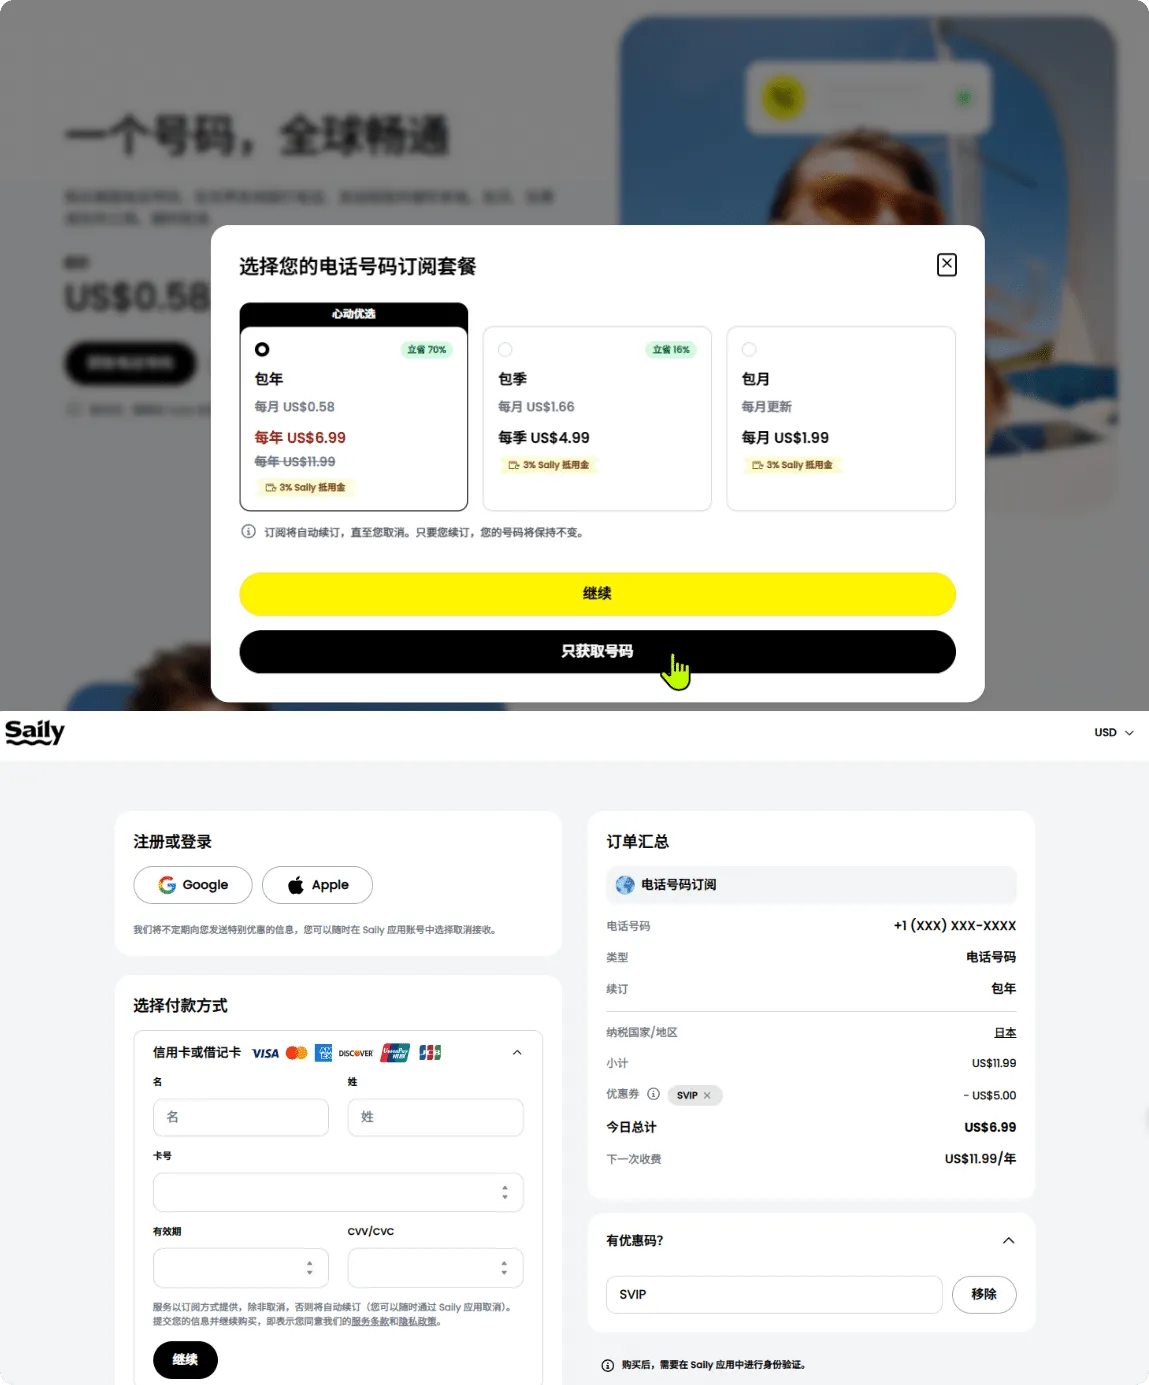 一个号码，全球畅通
US$0.58
选择您的电话号码订阅套餐
心动优选
立省 70%
包年
每月 US$0.58
每年 US$6.99
每年 US$11.99
3% Saily 抵用金
立省 16%
包季
每月 US$1.66
每季 US$4.99
3% Saily 抵用金
包月
每月更新
每月 US$1.99
3% Saily 抵用金
订阅将自动续订，直至您取消。只要您续订，您的号码将保持不变。
继续
只获取号码
Saily
USD
注册或登录
Google
Apple
我们将不定期向您发送特别优惠的信息，您可以随时在 Saily 应用账号中选择取消接收。
选择付款方式
信用卡或借记卡 VISA AMEX DISCOVER UnionPay JCB
名 姓
名 姓
卡号
有效期 CVV/CVC
服务以订阅方式提供，除非取消，否则将自动续订（您可以随时通过 Saily 应用取消）。
提交您的信息并继续购买，即表示您同意我们的服务条款和隐私政策。
继续
订单汇总
电话号码订阅
电话号码 +1 (XXX) XXX-XXXX
类型 电话号码
续订 包年
纳税国家/地区 日本
小计 US$11.99
优惠券 SVIP - US$5.00
今日总计 US$6.99
下一次收费 US$11.99/年
有优惠码？
SVIP 移除
购买后，需要在 Saily 应用中进行身份验证。